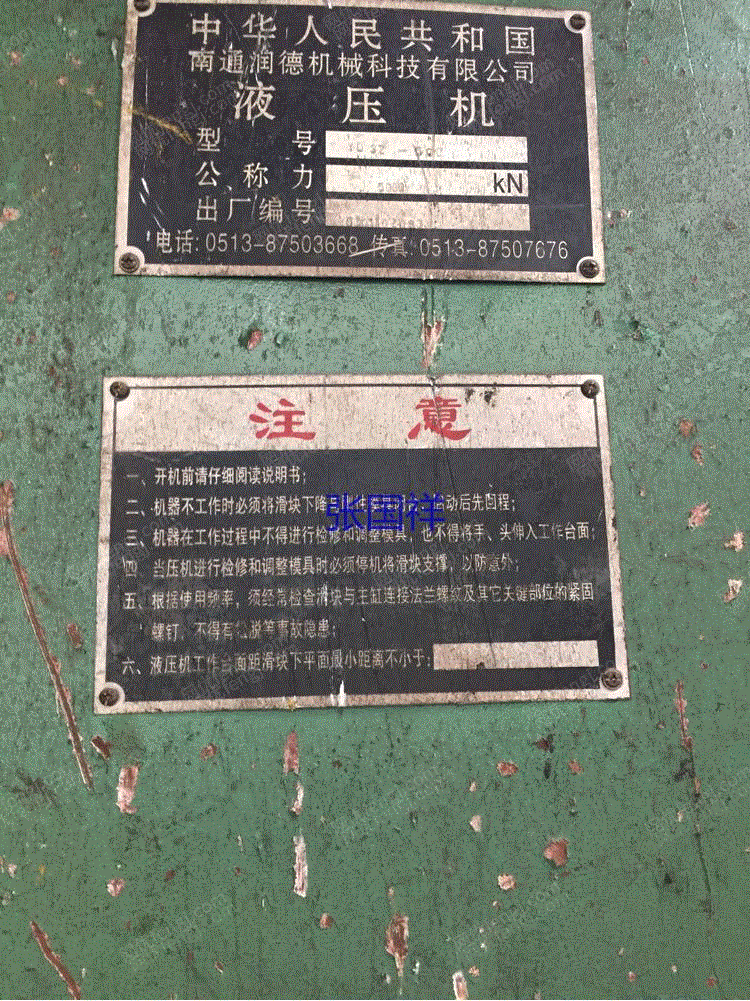 中华人民共和国
南通润德机械科技有限公司
液压机
型号
公称力 5000 kN
出厂编号
电话:0513-87503668 传真:0513-87507676
注意
一、开机前请仔细阅读说明书;
二、机器不工作时必须将滑块下降 动后先回程;
张国祥
三、机器在工作过程中不得进行检修和调整模具,也不得将手、头伸入工作台面;
四、当压机进行检修和调整模具时必须停机将滑块支撑,以防意外;
五、根据使用频率,须经常检查滑块与主缸连接法兰螺纹及其它关键部位的紧固
螺钉,不得有松脱等事故隐患;
六、液压机工作台面距滑块下平面最小距离不小于: